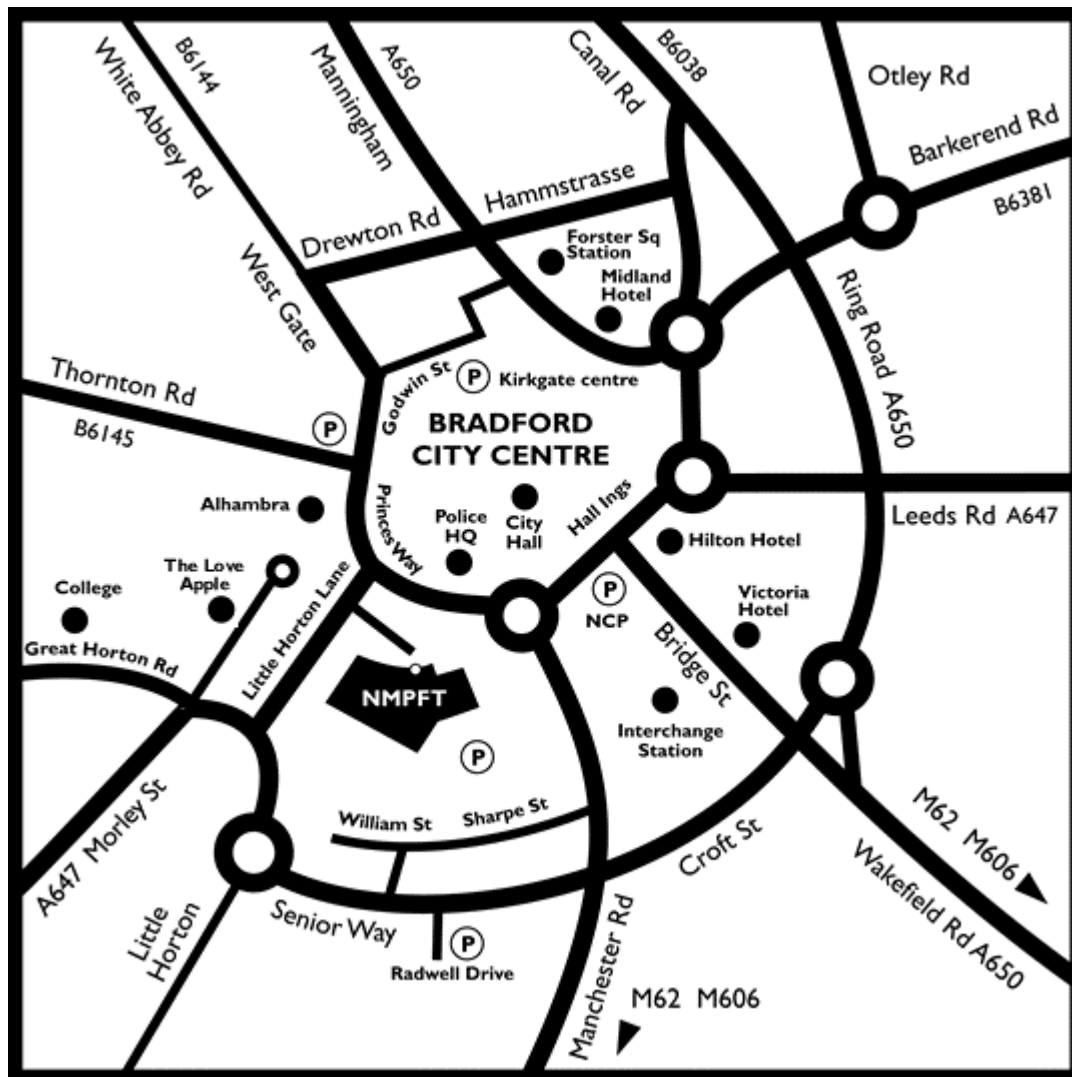 B6144
White Abbey Rd
A650
Manningham
Canal Rd
B6038
Otley Rd
Barkerend Rd
B6381
Hammstrasse
Drewton Rd
Forster Sq
Station
Midland
Hotel
West Gate
Ring Road A650
Thornton Rd
B6145
Godwin St
P
Kirkgate centre
P
BRADFORD
CITY CENTRE
Alhambra
Princes Way
Police
HQ
City
Hall
Hall Ings
Hilton Hotel
Leeds Rd A647
The Love
Apple
College
Great Horton Rd
Little Horton Lane
P
NCP
Victoria
Hotel
Bridge St
NMPFT
Interchange
Station
P
William St
Sharpe St
A647 Morley St
Croft St
M62 M606
Wakefield Rd A650
Little
Horton
Senior Way
P
Radwell Drive
Manchester Rd
M62 M606